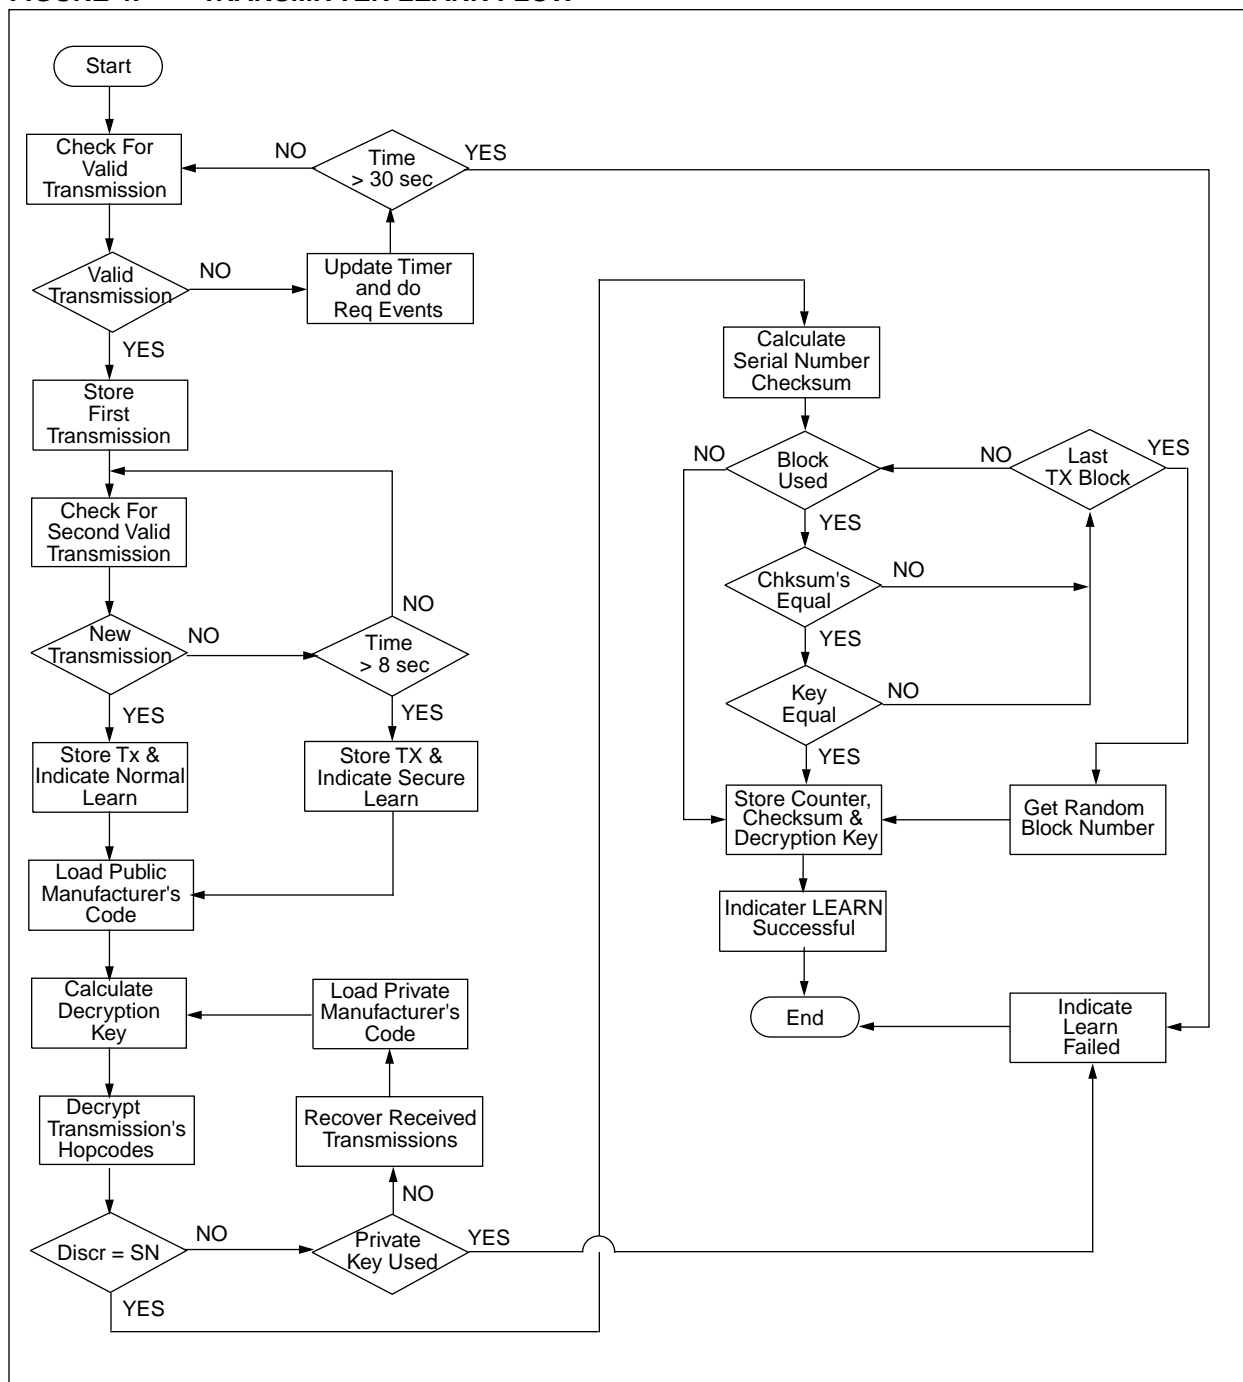 Start
Check For
Valid
Transmission
NO
Time
> 30 sec
YES
Valid
Transmission
NO
Update Timer
and do
Req Events
YES
Store
First
Transmission
Check For
Second Valid
Transmission
NO
New
Transmission
NO
Time
> 8 sec
YES
YES
Store Tx &
Indicate Normal
Learn
Store TX &
Indicate Secure
Learn
Load Public
Manufacturer's
Code
Calculate
Decryption
Key
Load Private
Manufacturer's
Code
Decrypt
Transmission's
Hopcodes
Recover Received
Transmissions
NO
Discr = SN
NO
Private
Key Used
YES
YES
Calculate
Serial Number
Checksum
NO
Block
Used
NO
Last
TX Block
YES
YES
Chksum's
Equal
NO
YES
Key
Equal
NO
YES
Store Counter,
Checksum &
Decryption Key
Get Random
Block Number
Indicater LEARN
Successful
End
Indicate
Learn
Failed